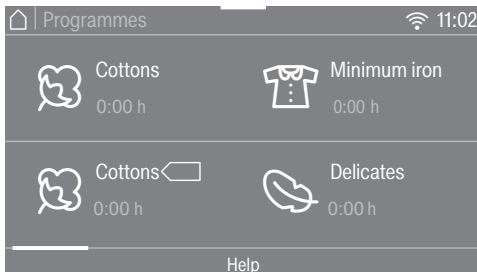 Programmes 11:02
Cottons
0:00 h
Minimum iron
0:00 h
Cottons
0:00 h
Delicates
0:00 h
Help